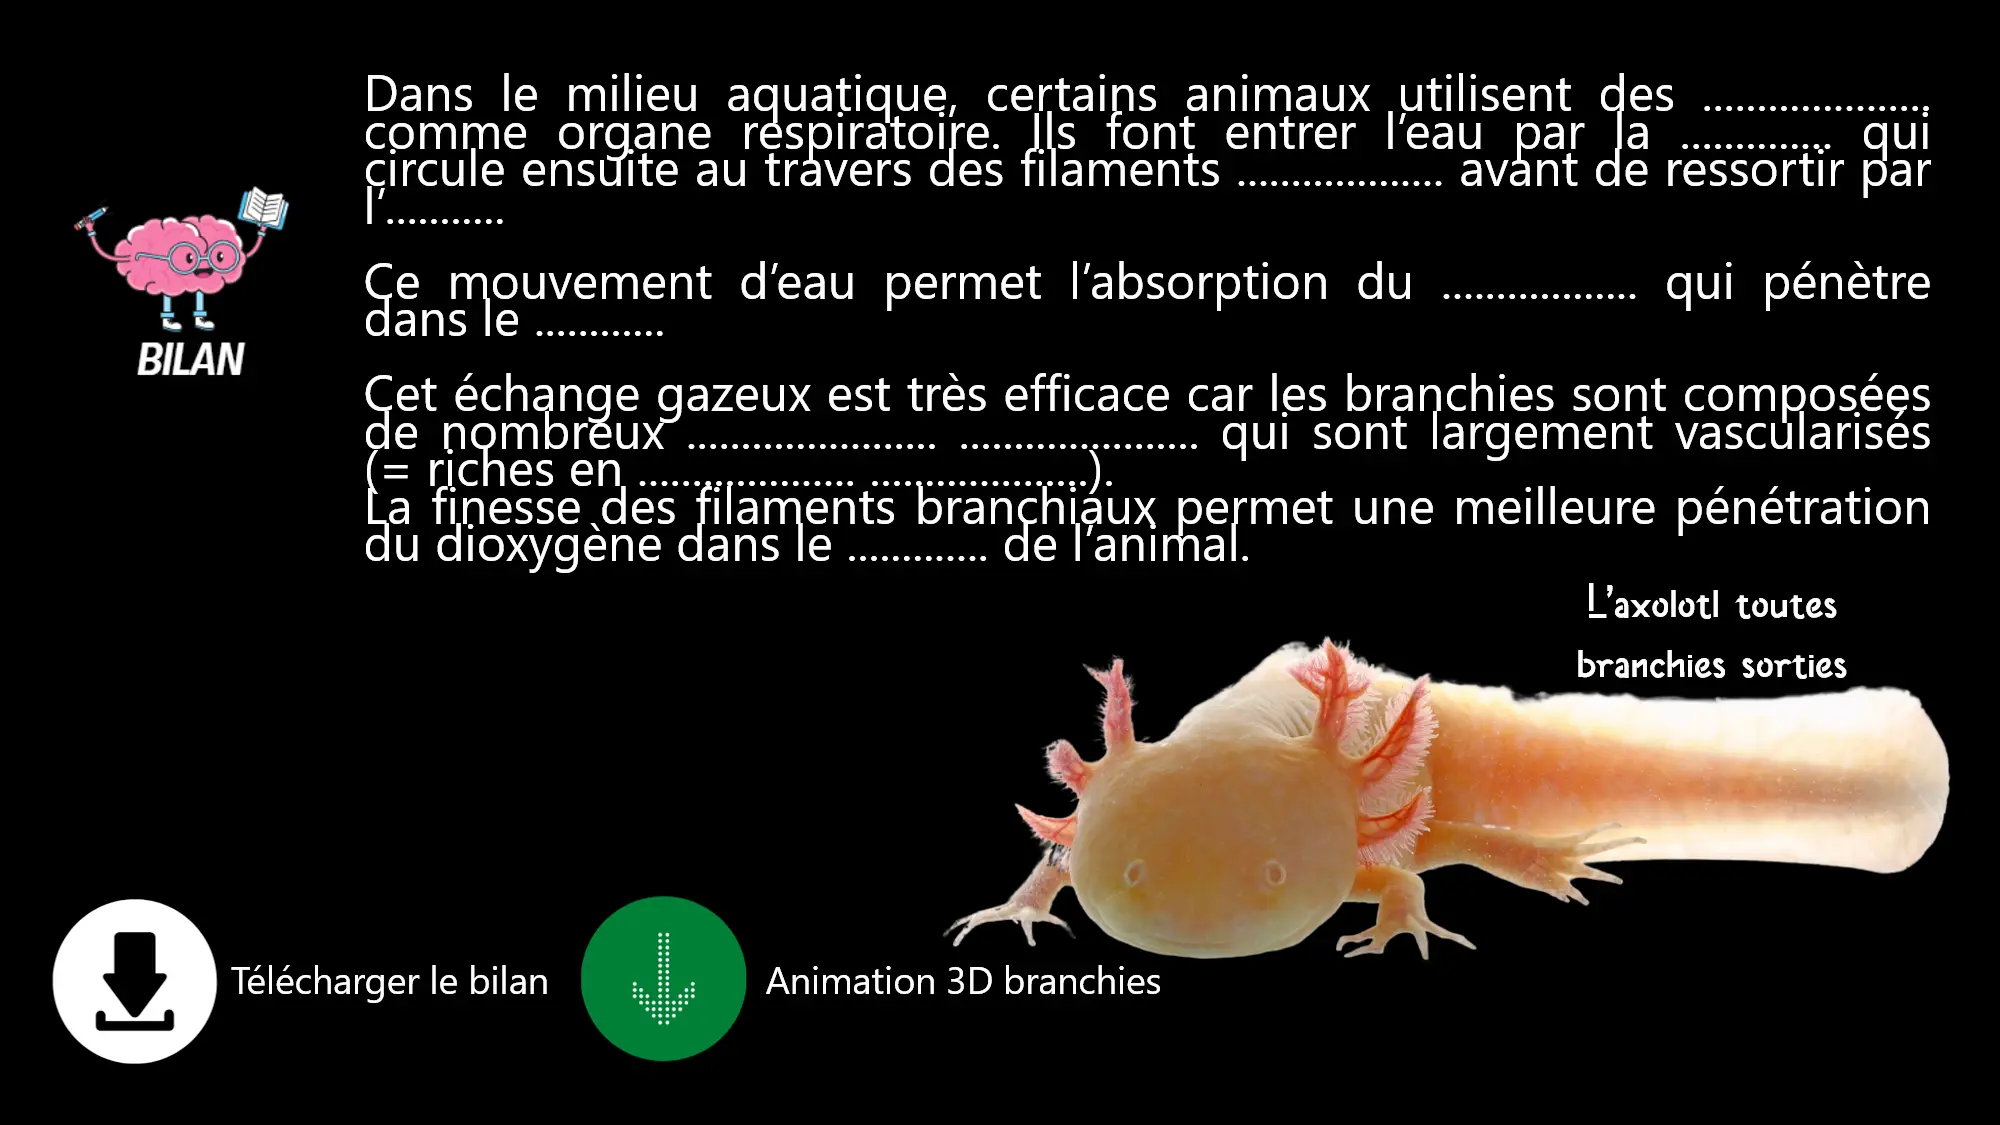 Dans le milieu aquatique, certains animaux utilisent des .....................
comme organe respiratoire. Ils font entrer l’eau par la .............. qui
circule ensuite au travers des filaments ................... avant de ressortir par
l’...........
Ce mouvement d’eau permet l’absorption du .................. qui pénètre
dans le ............
Cet échange gazeux est très efficace car les branchies sont composées
de nombreux ....................... ...................... qui sont largement vascularisés
(= riches en .................... ....................).
La finesse des filaments branchiaux permet une meilleure pénétration
du dioxygène dans le ............. de l’animal.
BILAN
L’axolotl toutes
branchies sorties
Télécharger le bilan
Animation 3D branchies